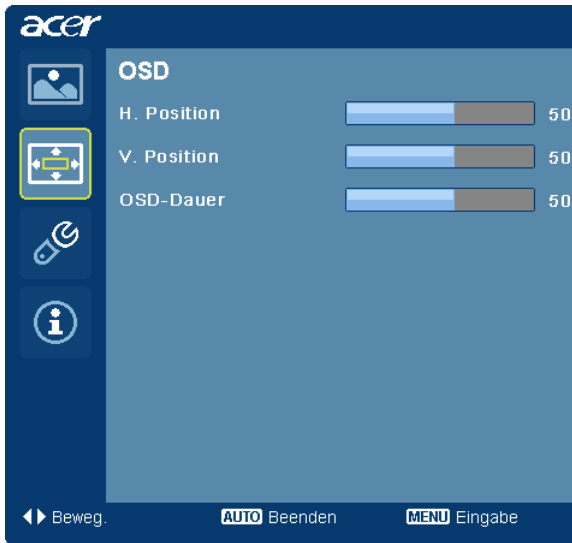 acer
OSD
H. Position 50
V. Position 50
OSD-Dauer 50
Beweg. AUTO Beenden MENU Eingabe